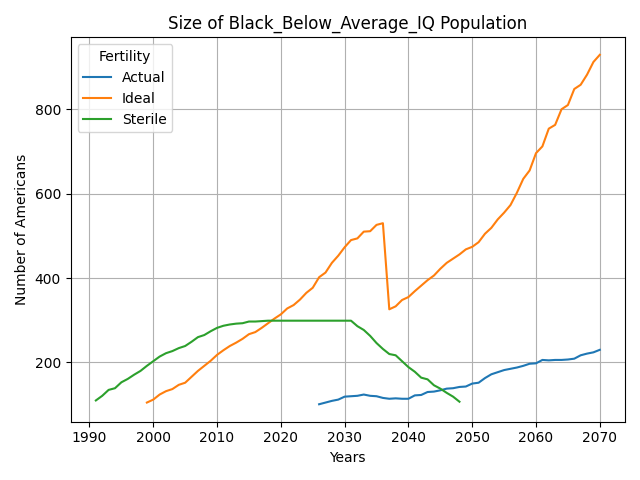 Size of Black_Below_Average_IQ Population
Fertility
Actual
Ideal
Sterile
Number of Americans
800
600
400
200
1990 2000 2010 2020 2030 2040 2050 2060 2070
Years